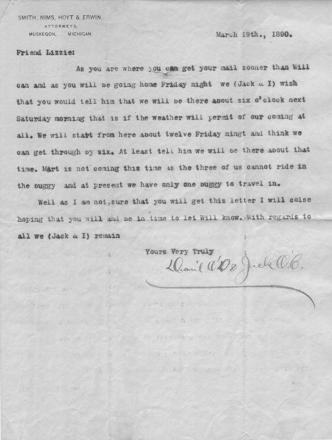 SMITH, NIMS, HOYT & ERWIN,
ATTORNEYS,
MUSKEGON, MICHIGAN.
March 19th., 1890.
Friend Lizzie:
As you are where you can get your mail sooner than Will
can and as you will be going home Friday night we (Jack & I) wish
that you would tell him that we will be there about six o'clock next
Saturday morning that is if the weather will permit of our coming at
all. We will start from here about twelve Friday night and think we
can get through by six. At least tell him we will be there about that
time. Mart is not coming this time as the three of us cannot ride in
the buggy and at present we have only one buggy to travel in.
Well as I am not sure that you will get this letter I will colse
hoping that you will and be in time to let Will know. With regards to
all we (Jack & I) remain
Yours Very Truly
Jack